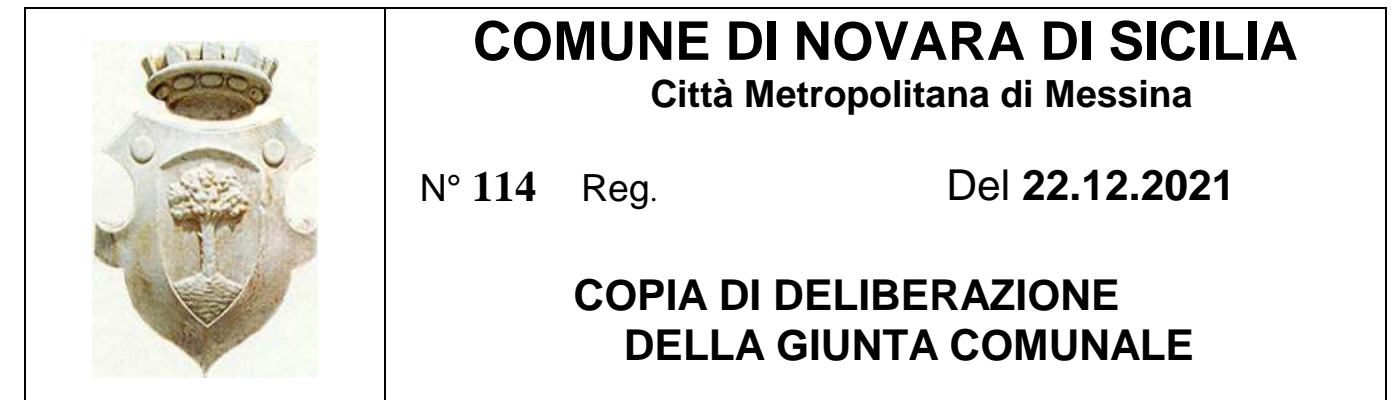 COMUNE DI NOVARA DI SICILIA
Città Metropolitana di Messina
N° 114 Reg. Del 22.12.2021
COPIA DI DELIBERAZIONE
DELLA GIUNTA COMUNALE